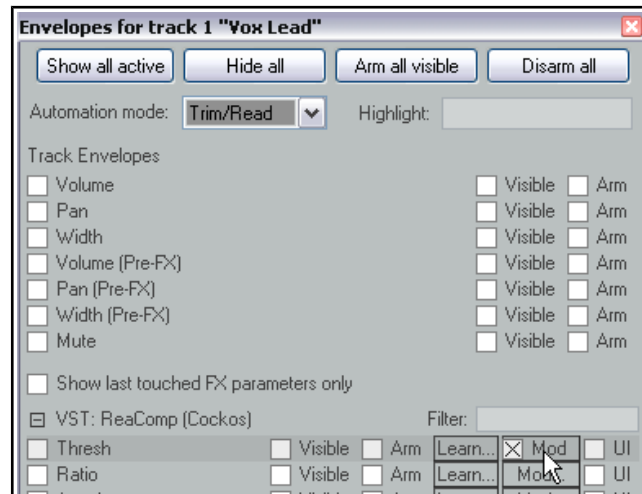 Envelopes for track 1 "Vox Lead"
Show all active Hide all Arm all visible Disarm all
Automation mode: Trim/Read Highlight:
Track Envelopes
Volume Visible Arm
Pan Visible Arm
Width Visible Arm
Volume (Pre-FX) Visible Arm
Pan (Pre-FX) Visible Arm
Width (Pre-FX) Visible Arm
Mute Visible Arm
Show last touched FX parameters only
VST: ReaComp (Cockos) Filter:
Thresh Visible Arm Learn... Mod UI
Ratio Visible Arm Learn... Mod... UI